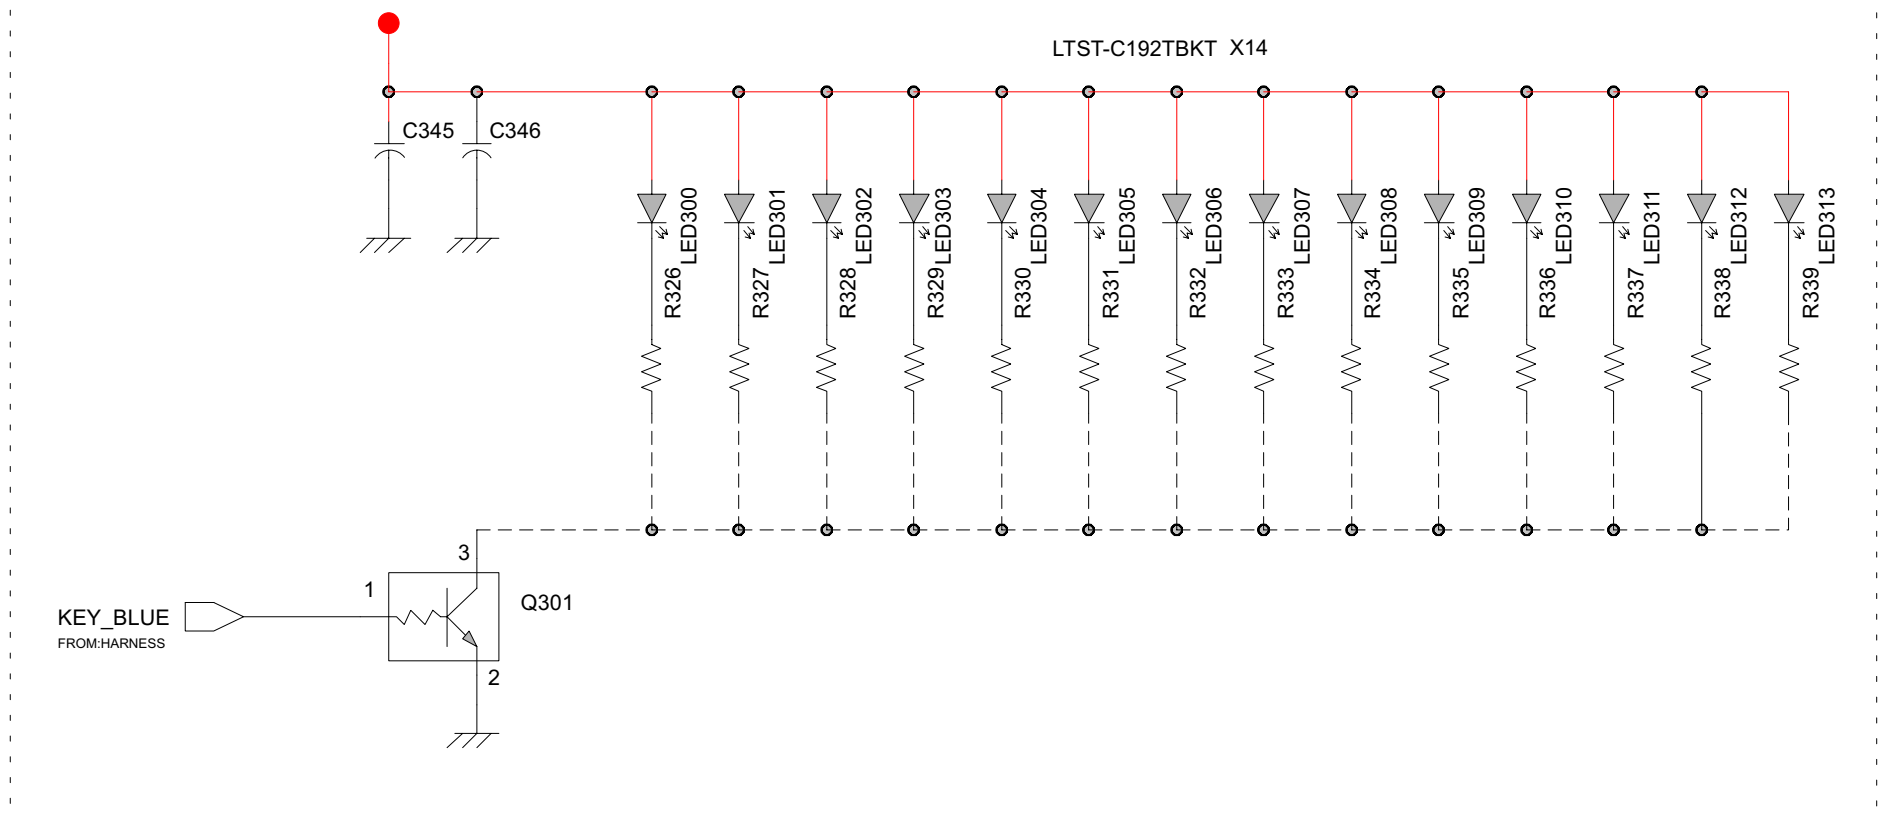 LTST-C192TBKT X14
C345
C346
LED300
LED301
LED302
LED303
LED304
LED305
LED306
LED307
LED308
LED309
LED310
LED311
LED312
LED313
R326
R327
R328
R329
R330
R331
R332
R333
R334
R335
R336
R337
R338
R339
3
1
Q301
KEY_BLUE
FROM:HARNESS
2